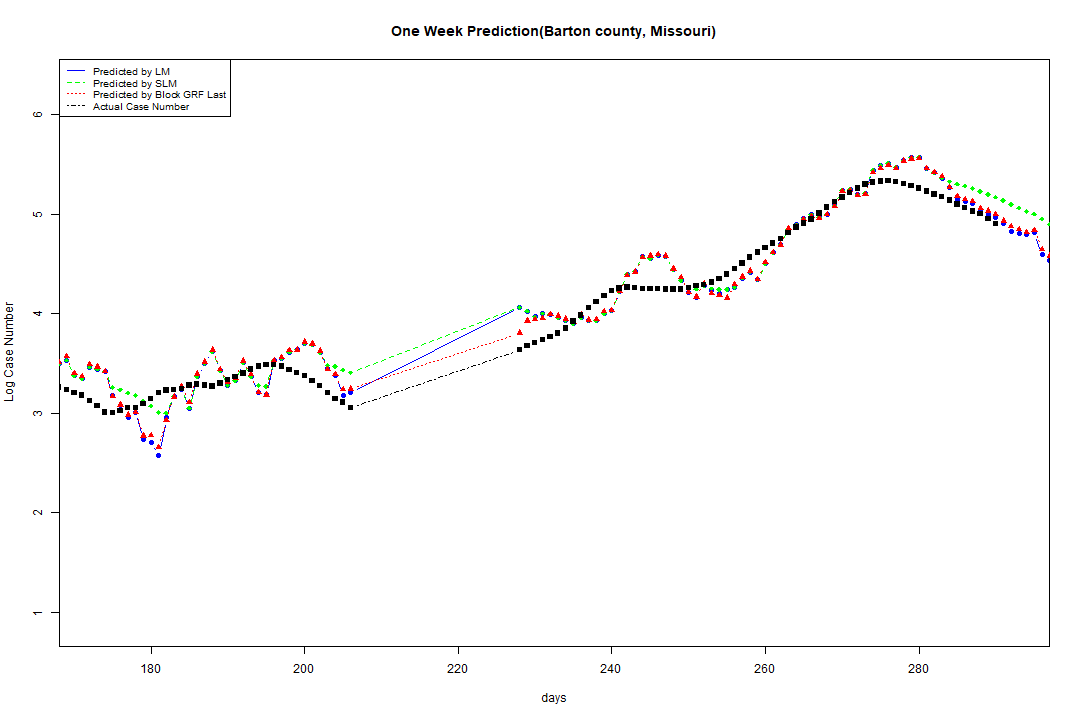 One Week Prediction(Barton county, Missouri)
Predicted by LM
Predicted by SLM
Predicted by Block GRF Last
Actual Case Number
6
5
4
3
2
1
Log Case Number
180 200 220 240 260 280
days